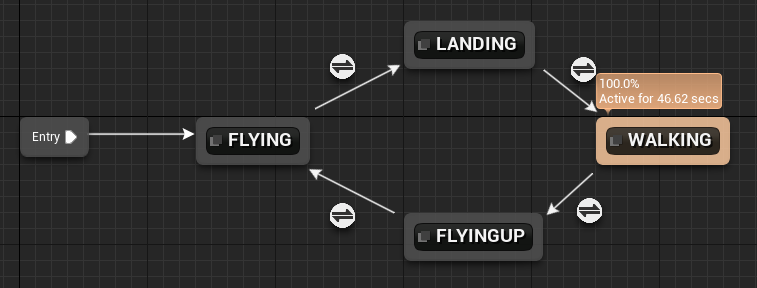 LANDING
100.0%
Active for 46.62 secs
Entry
FLYING
WALKING
FLYINGUP